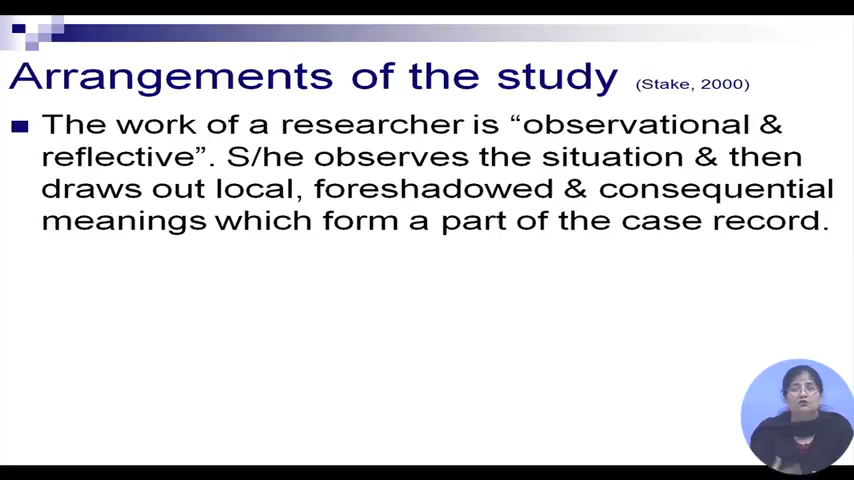 Arrangements of the study (Stake, 2000)
The work of a researcher is “observational &
reflective”. S/he observes the situation & then
draws out local, foreshadowed & consequential
meanings which form a part of the case record.